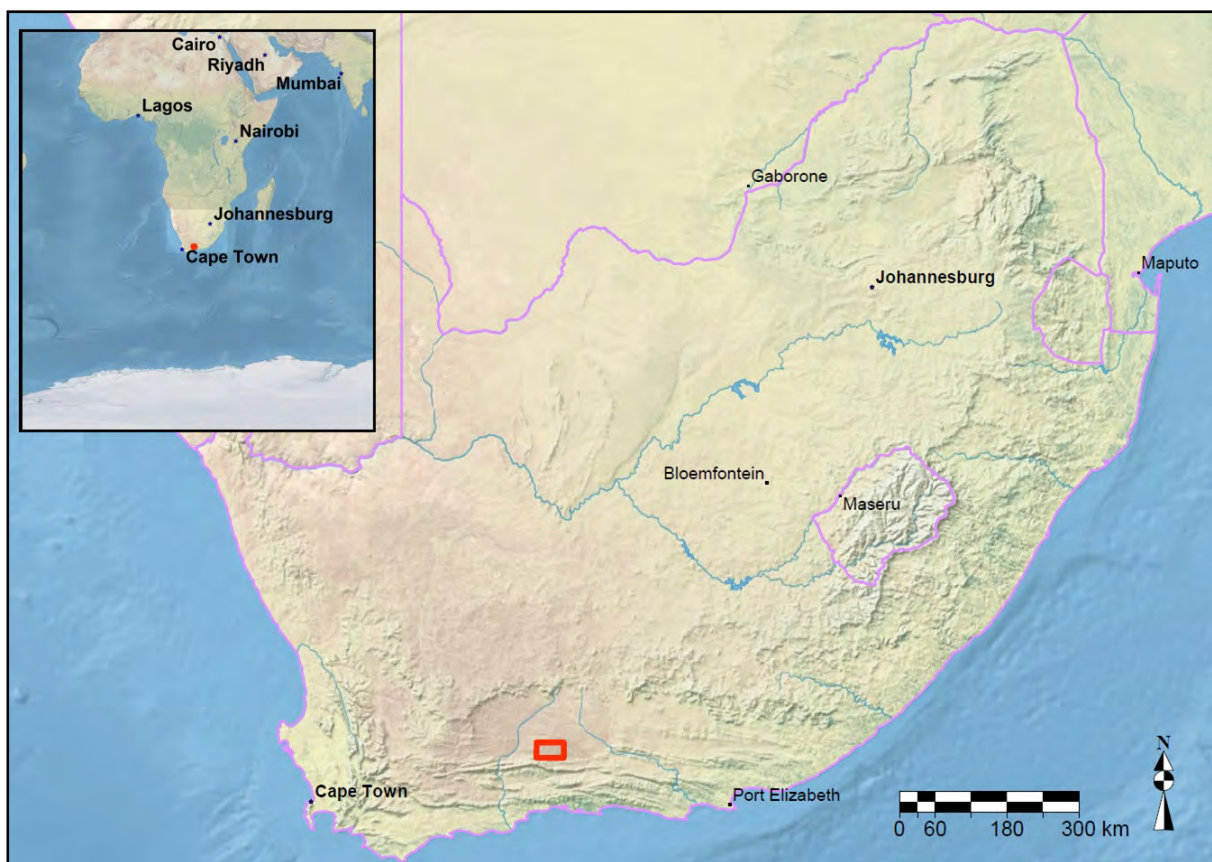 Cairo
Riyadh
Mumbai
Lagos
Nairobi
Johannesburg
Cape Town
Gaborone
Johannesburg
Maputo
Bloemfontein
Maseru
Cape Town
Port Elizabeth
N
0 60 180 300 km